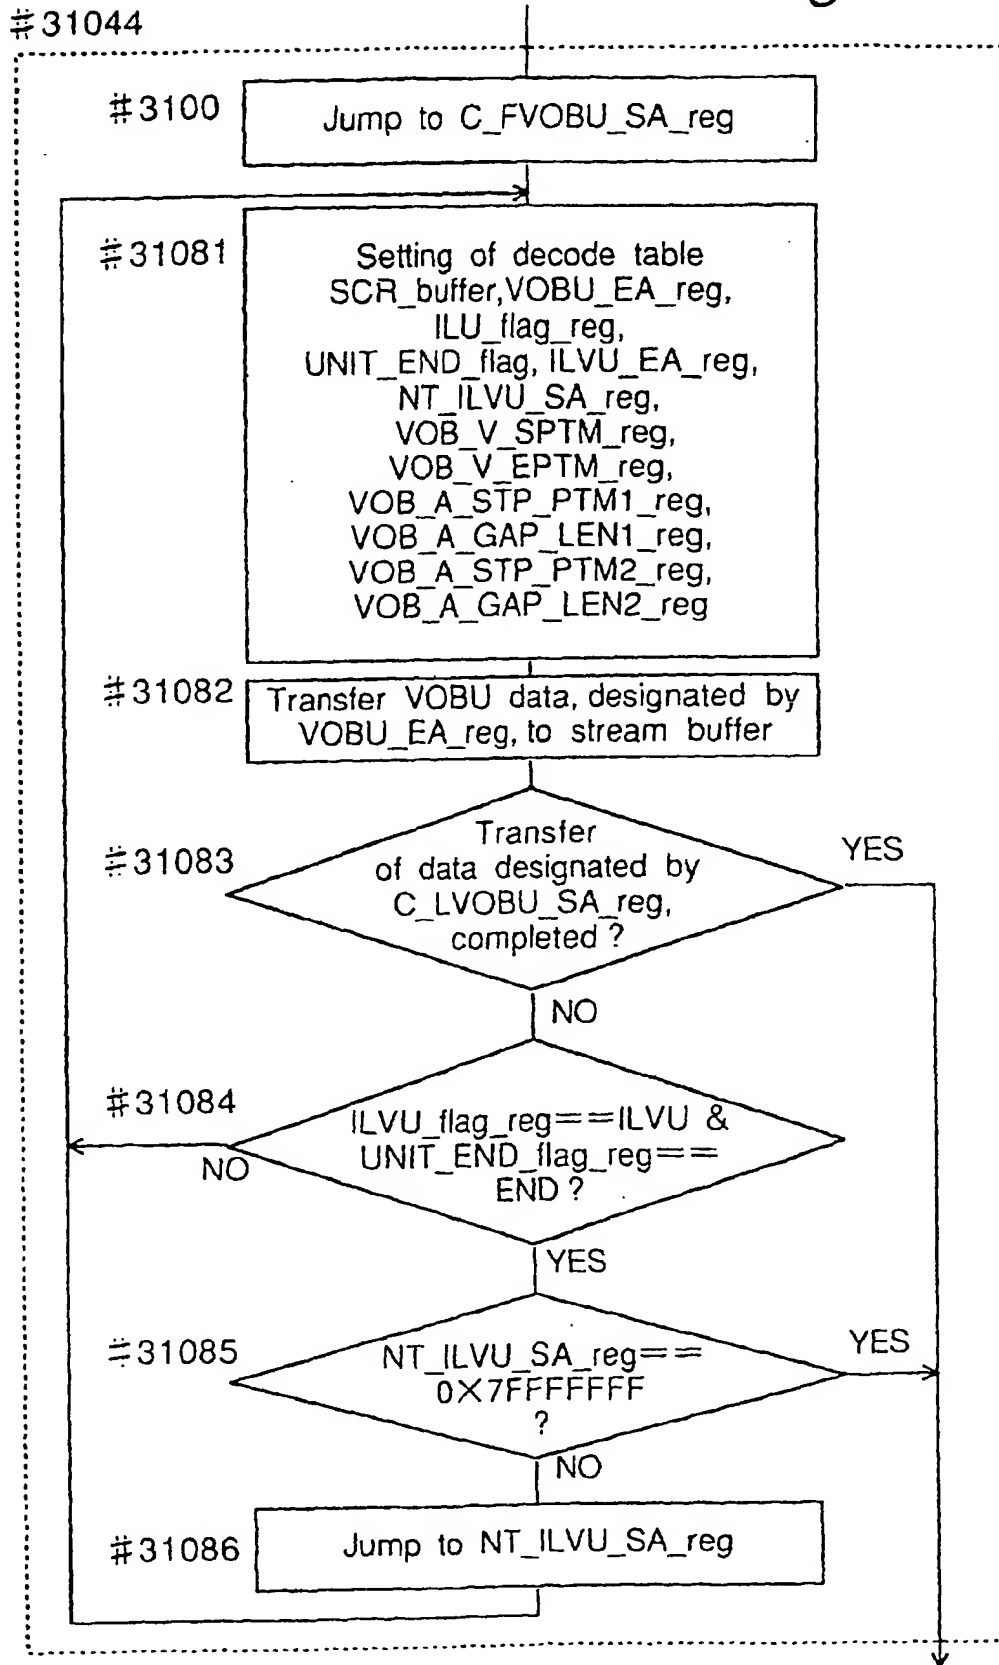 #31044
#3100
Jump to C_FVOBU_SA_reg
#31081
Setting of decode table
SCR_buffer,VOBU_EA_reg,
ILU_flag_reg,
UNIT_END_flag, ILVU_EA_reg,
NT_ILVU_SA_reg,
VOB_V_SPTM_reg,
VOB_V_EPTM_reg,
VOB_A_STP_PTM1_reg,
VOB_A_GAP_LEN1_reg,
VOB_A_STP_PTM2_reg,
VOB_A_GAP_LEN2_reg
#31082
Transfer VOBU data, designated by
VOBU_EA_reg, to stream buffer
#31083
Transfer
of data designated by
C_LVOBU_SA_reg,
completed ?
YES
NO
#31084
ILVU_flag_reg==ILVU &
UNIT_END_flag_reg==
END ?
NO
YES
#31085
NT_ILVU_SA_reg==
0X7FFFFFFF
?
YES
NO
#31086
Jump to NT_ILVU_SA_reg